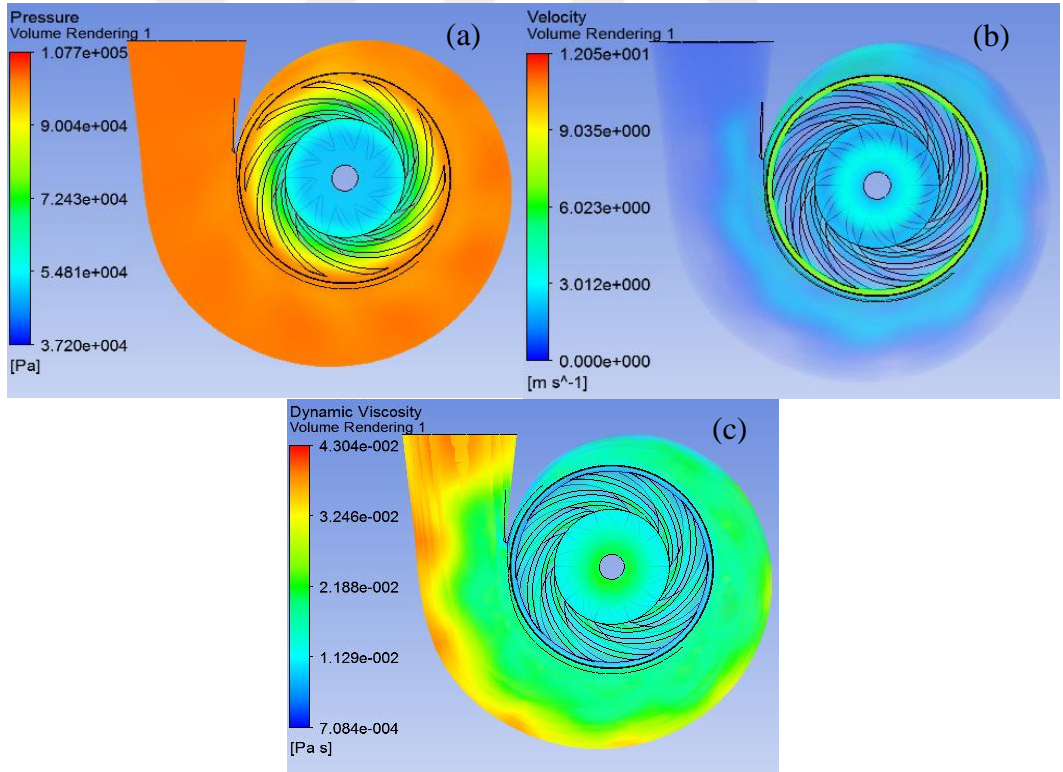 Pressure
Volume Rendering 1
(a)
1.077e+005
9.004e+004
7.243e+004
5.481e+004
3.720e+004
[Pa]
Velocity
Volume Rendering 1
(b)
1.205e+001
9.035e+000
6.023e+000
3.012e+000
0.000e+000
[m s^-1]
Dynamic Viscosity
Volume Rendering 1
(c)
4.304e-002
3.246e-002
2.188e-002
1.129e-002
7.084e-004
[Pa s]